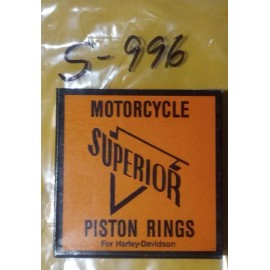 S-996
MOTORCYCLE
SUPERIOR
PISTON RINGS
For Harley-Davidson